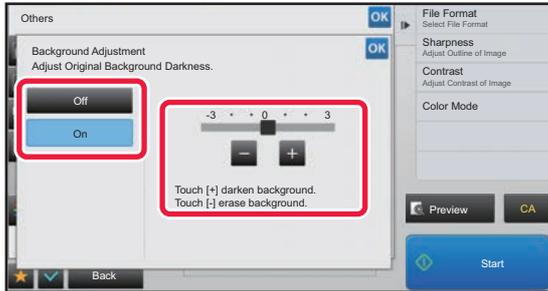 Others
OK
Background Adjustment
Adjust Original Background Darkness.
OK
Off
On
-3 • • 0 • • 3
− +
Touch [+] darken background.
Touch [-] erase background.
Back
File Format
Select File Format
Sharpness
Adjust Outline of Image
Contrast
Adjust Contrast of Image
Color Mode
Preview
CA
Start